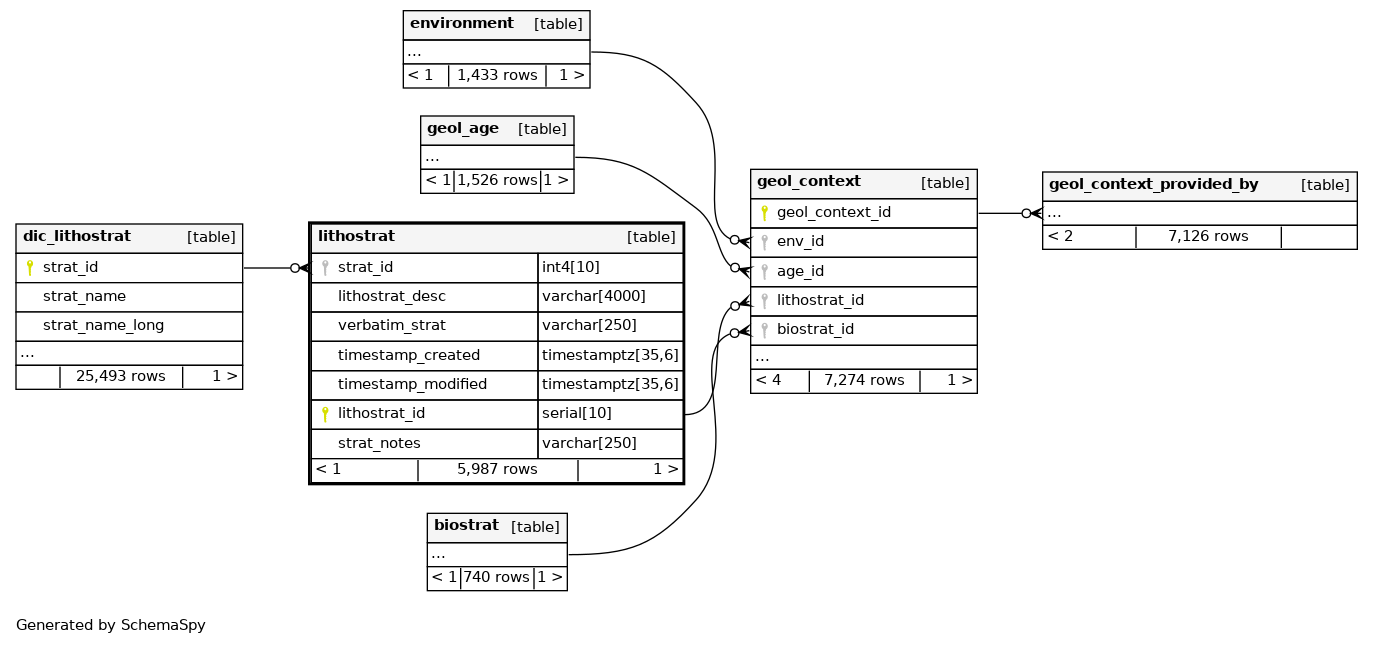 environment [table]
...
< 1 1,433 rows 1 >
geol_age [table]
...
< 1 1,526 rows 1 >
dic_lithostrat [table]
strat_id
strat_name
strat_name_long
...
25,493 rows 1 >
lithostrat [table]
strat_id int4[10]
lithostrat_desc varchar[4000]
verbatim_strat varchar[250]
timestamp_created timestamptz[35,6]
timestamp_modified timestamptz[35,6]
lithostrat_id serial[10]
strat_notes varchar[250]
< 1 5,987 rows 1 >
biostrat [table]
...
< 1 740 rows 1 >
geol_context [table]
geol_context_id
env_id
age_id
lithostrat_id
biostrat_id
...
< 4 7,274 rows 1 >
geol_context_provided_by [table]
...
< 2 7,126 rows
Generated by SchemaSpy